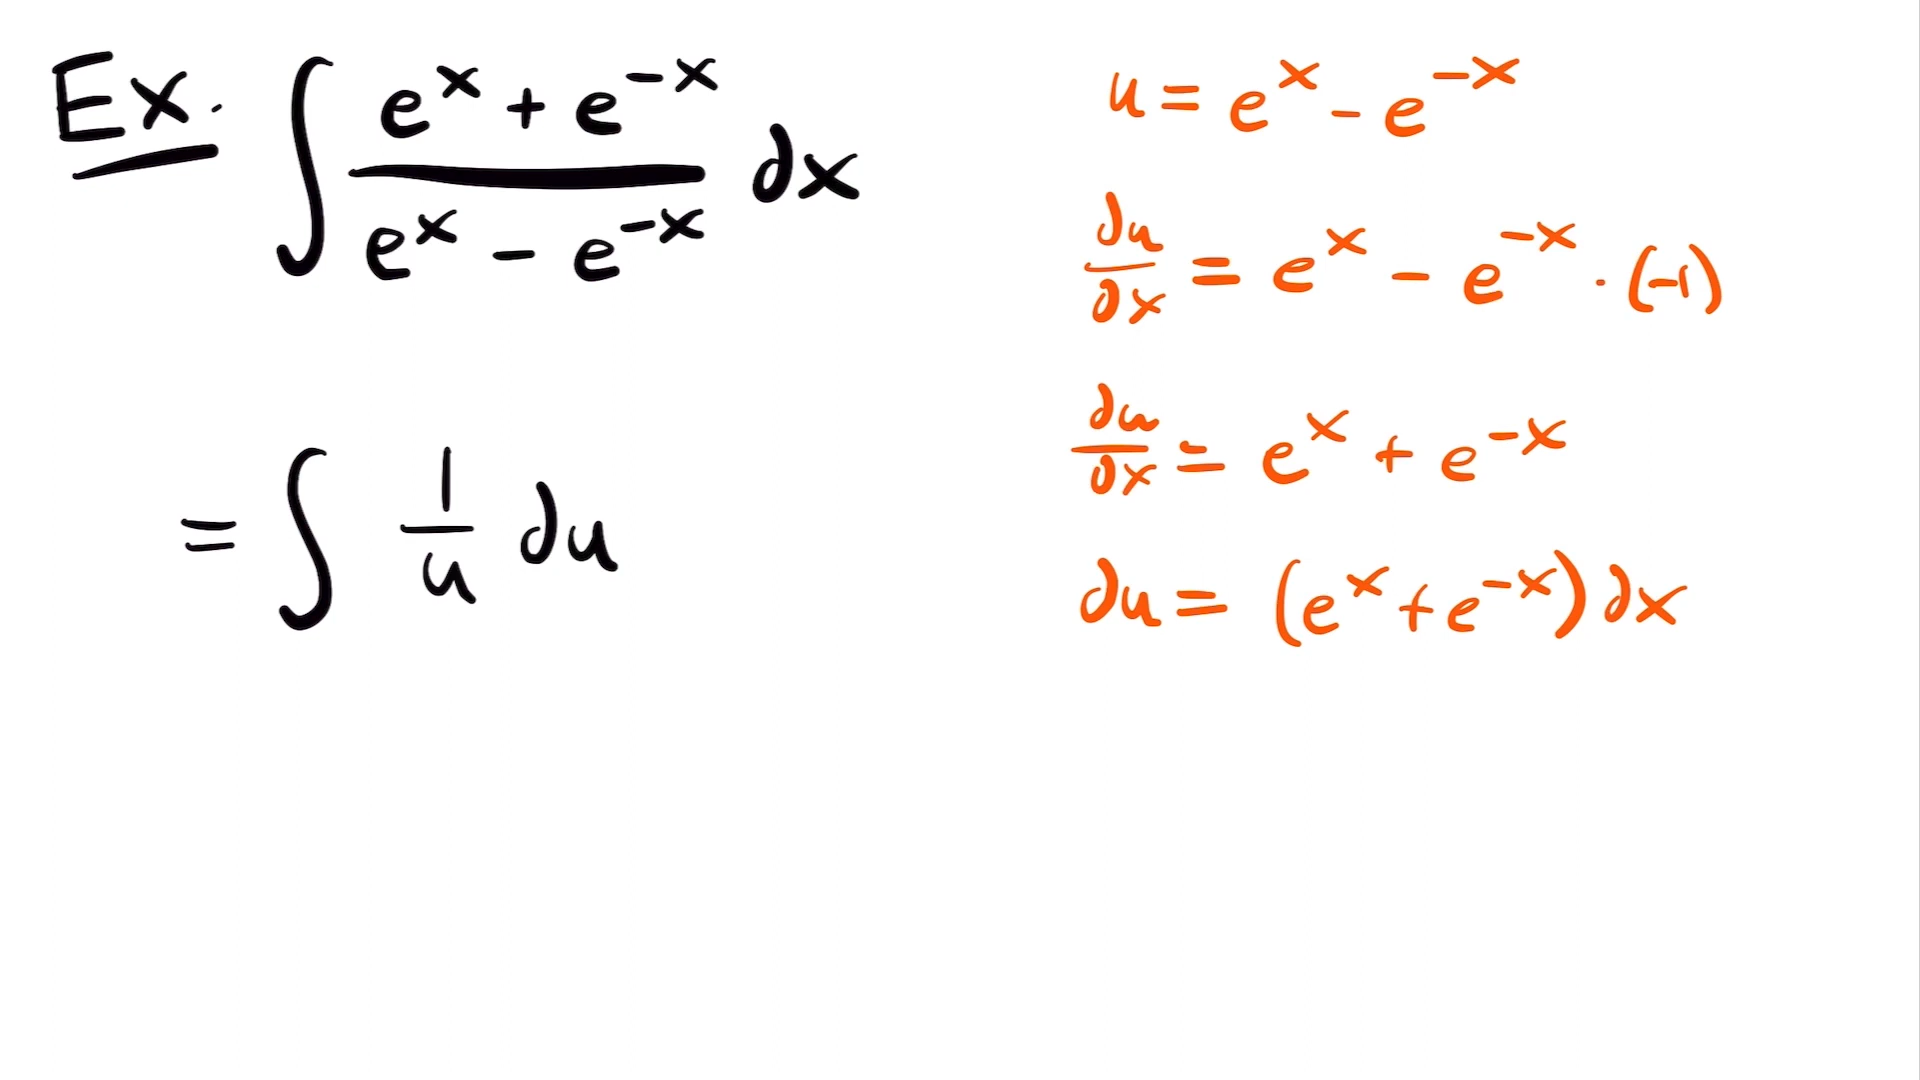 Ex. ∫ (e^x + e^{-x})/(e^x - e^{-x}) dx
= ∫ 1/u du
u = e^x - e^{-x}
du/dx = e^x - e^{-x} · (-1)
du/dx = e^x + e^{-x}
du = (e^x + e^{-x}) dx